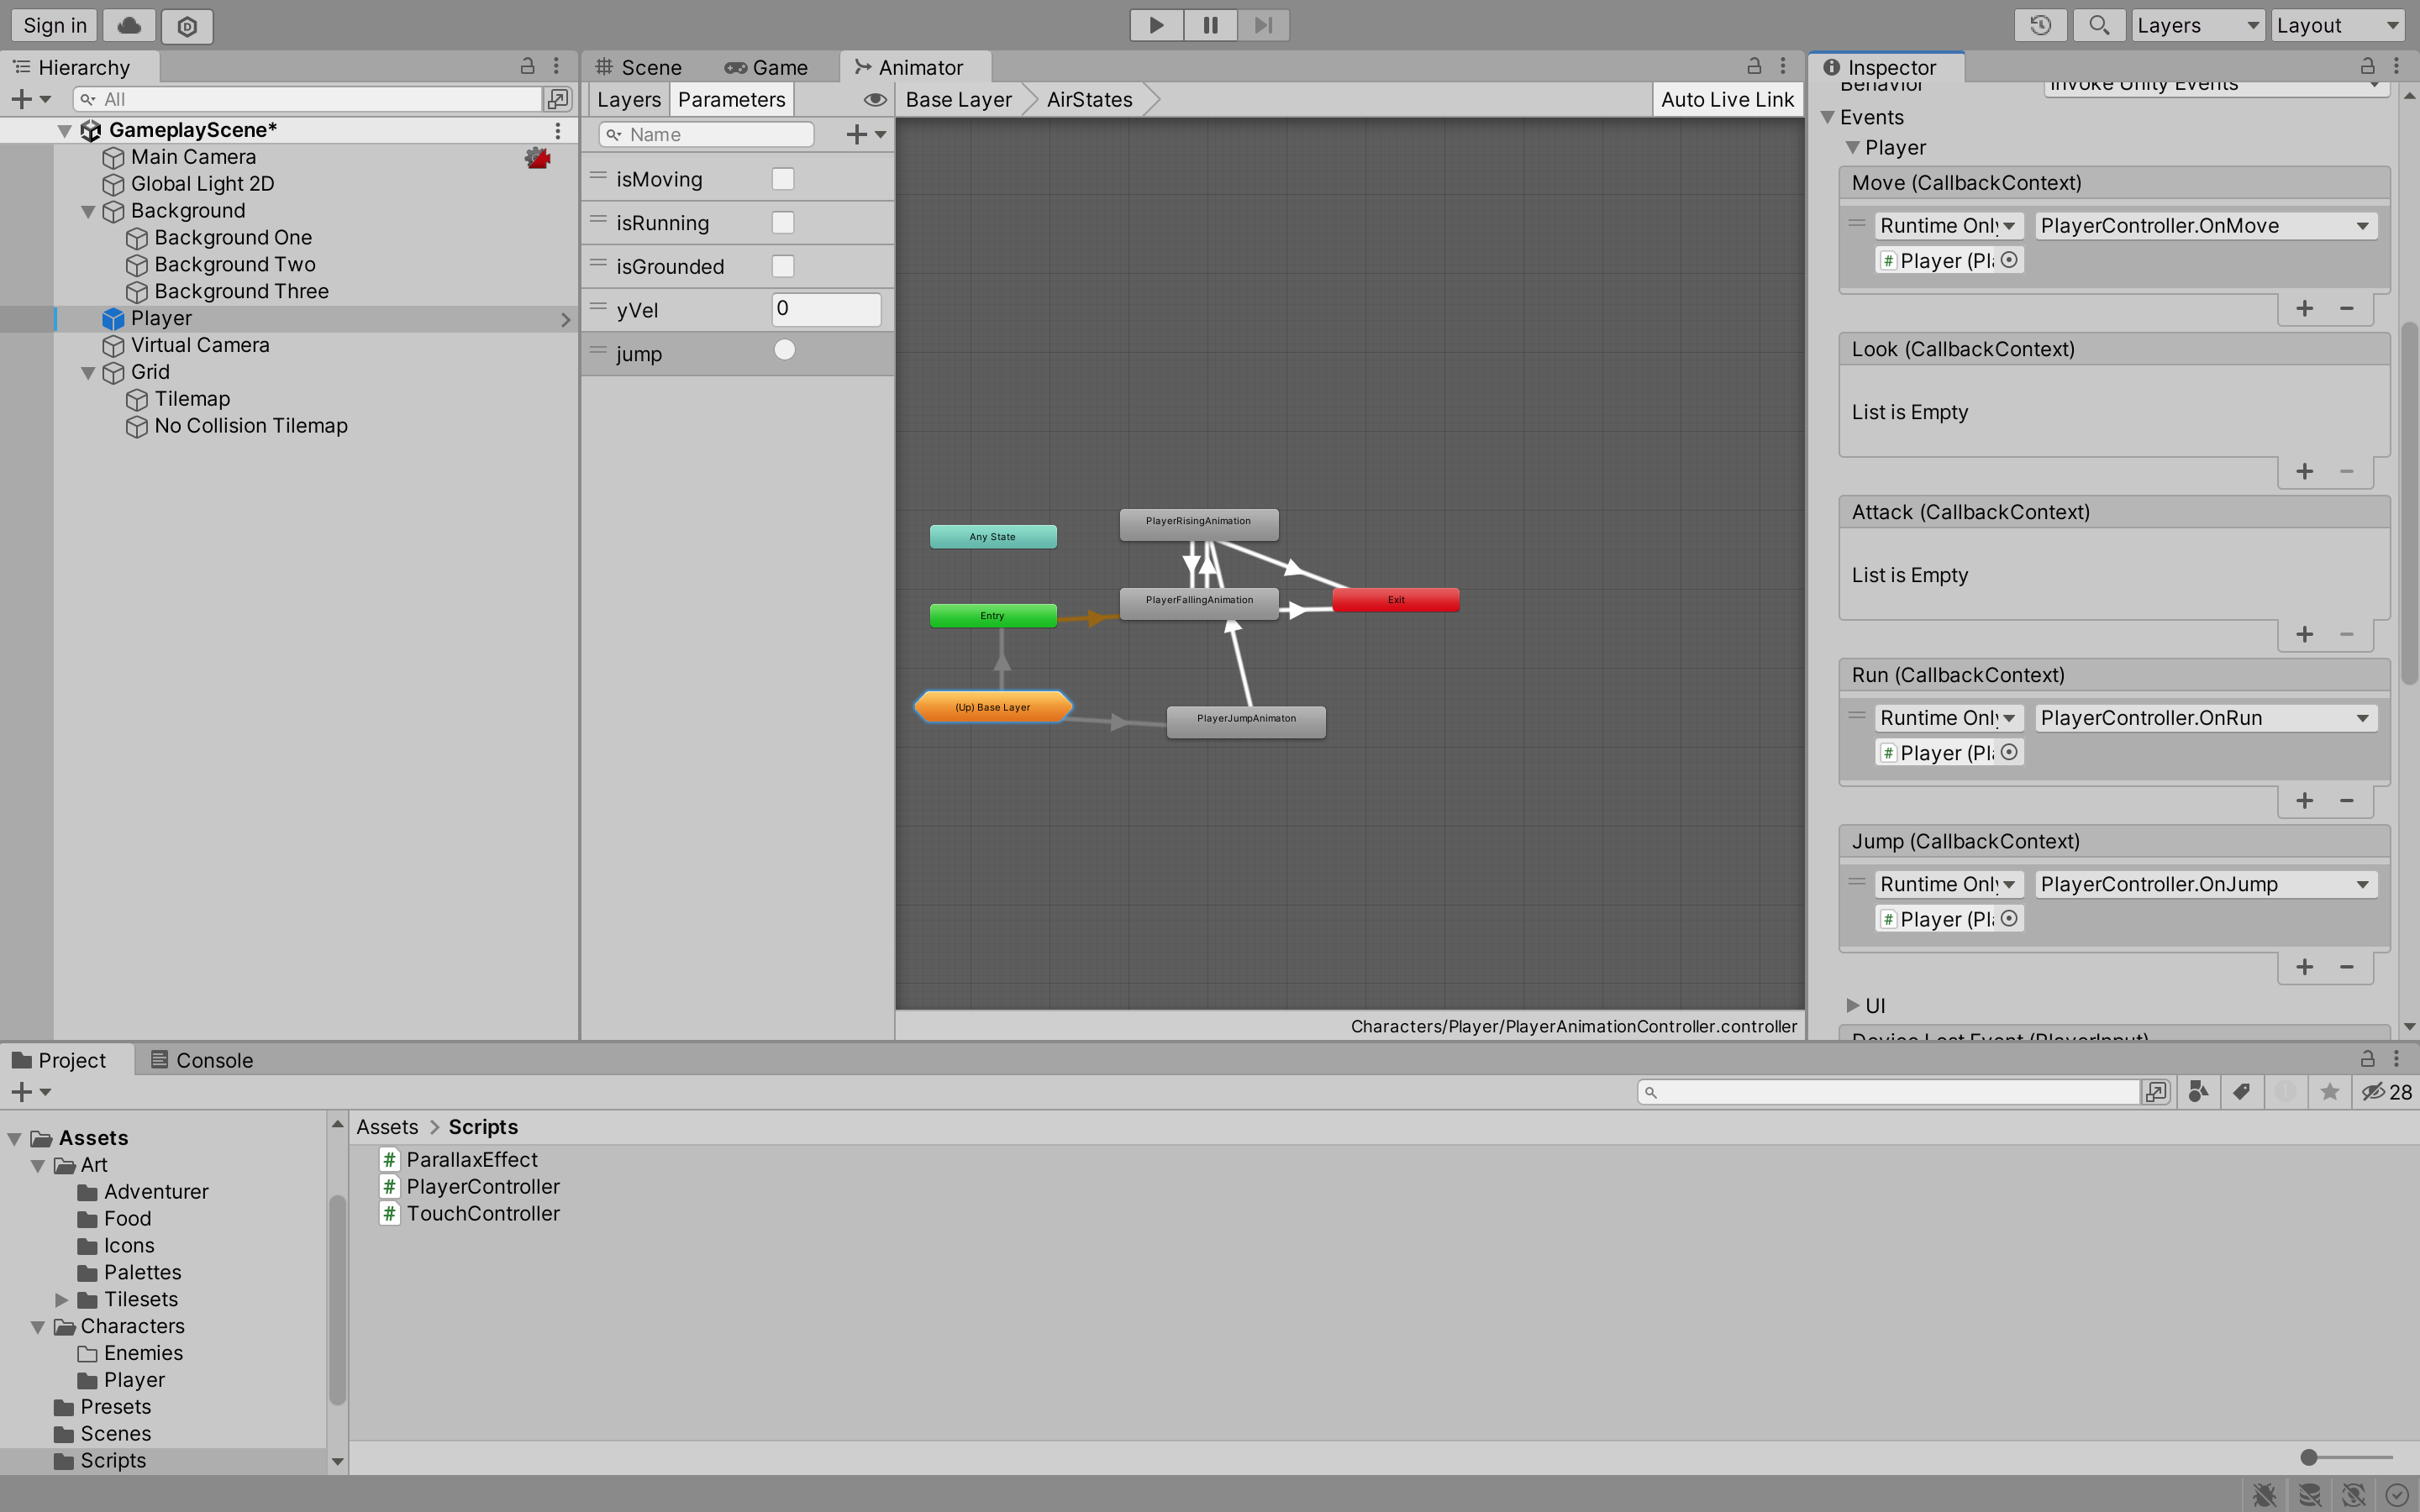 Sign in
Layers
Layout
Hierarchy
All
GameplayScene*
Main Camera
Global Light 2D
Background
Background One
Background Two
Background Three
Player
Virtual Camera
Grid
Tilemap
No Collision Tilemap
Scene
Game
Animator
Layers
Parameters
Base Layer
AirStates
Auto Live Link
Name
isMoving
isRunning
isGrounded
yVel
0
jump
Any State
PlayerRisingAnimation
PlayerFallingAnimation
Exit
Entry
(Up) Base Layer
PlayerJumpAnimaton
Characters/Player/PlayerAnimationController.controller
Inspector
Behavior
Invoke Unity Events
Events
Player
Move (CallbackContext)
Runtime Only
PlayerController.OnMove
Player (Pl
Look (CallbackContext)
List is Empty
Attack (CallbackContext)
List is Empty
Run (CallbackContext)
Runtime Only
PlayerController.OnRun
Player (Pl
Jump (CallbackContext)
Runtime Only
PlayerController.OnJump
Player (Pl
UI
Device Lost Event (PlayerInput)
Project
Console
28
Assets
Art
Adventurer
Food
Icons
Palettes
Tilesets
Characters
Enemies
Player
Presets
Scenes
Scripts
Assets > Scripts
ParallaxEffect
PlayerController
TouchController